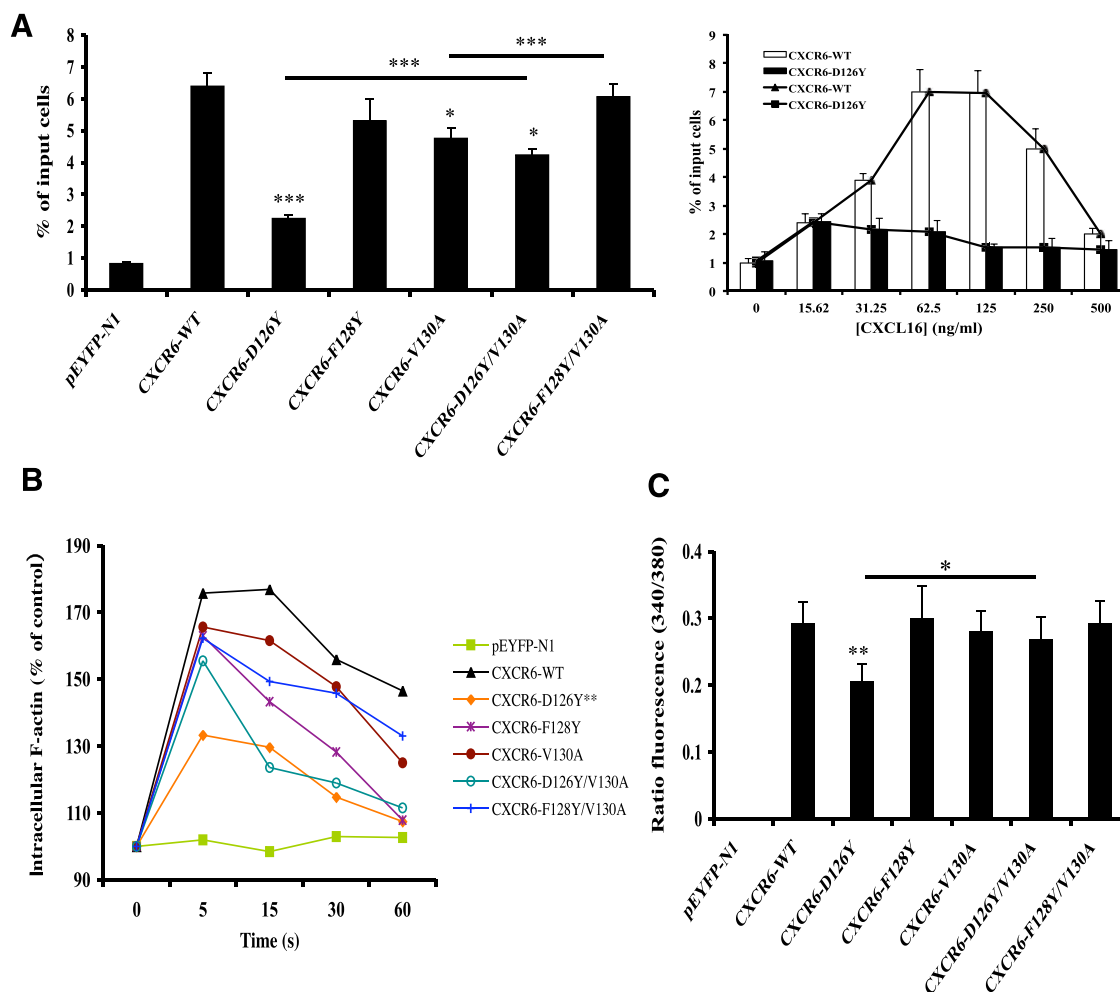 A
% of input cells
8
7
6
5
4
3
2
1
0
***
*
*
***
***
pEYFP-N1
CXCR6-WT
CXCR6-D126Y
CXCR6-F128Y
CXCR6-V130A
CXCR6-D126Y/V130A
CXCR6-F128Y/V130A
% of input cells
9
8
7
6
5
4
3
2
1
0
CXCR6-WT
CXCR6-D126Y
CXCR6-WT
CXCR6-D126Y
0 15.62 31.25 62.5 125 250 500
[CXCL16] (ng/ml)
B
Intracellular F-actin (% of control)
190
170
150
130
110
90
0 5 15 30 60
Time (s)
pEYFP-N1
CXCR6-WT
CXCR6-D126Y**
CXCR6-F128Y
CXCR6-V130A
CXCR6-D126Y/V130A
CXCR6-F128Y/V130A
C
Ratio fluorescence (340/380)
0.4
0.3
0.2
0.1
0
**
*
pEYFP-N1
CXCR6-WT
CXCR6-D126Y
CXCR6-F128Y
CXCR6-V130A
CXCR6-D126Y/V130A
CXCR6-F128Y/V130A